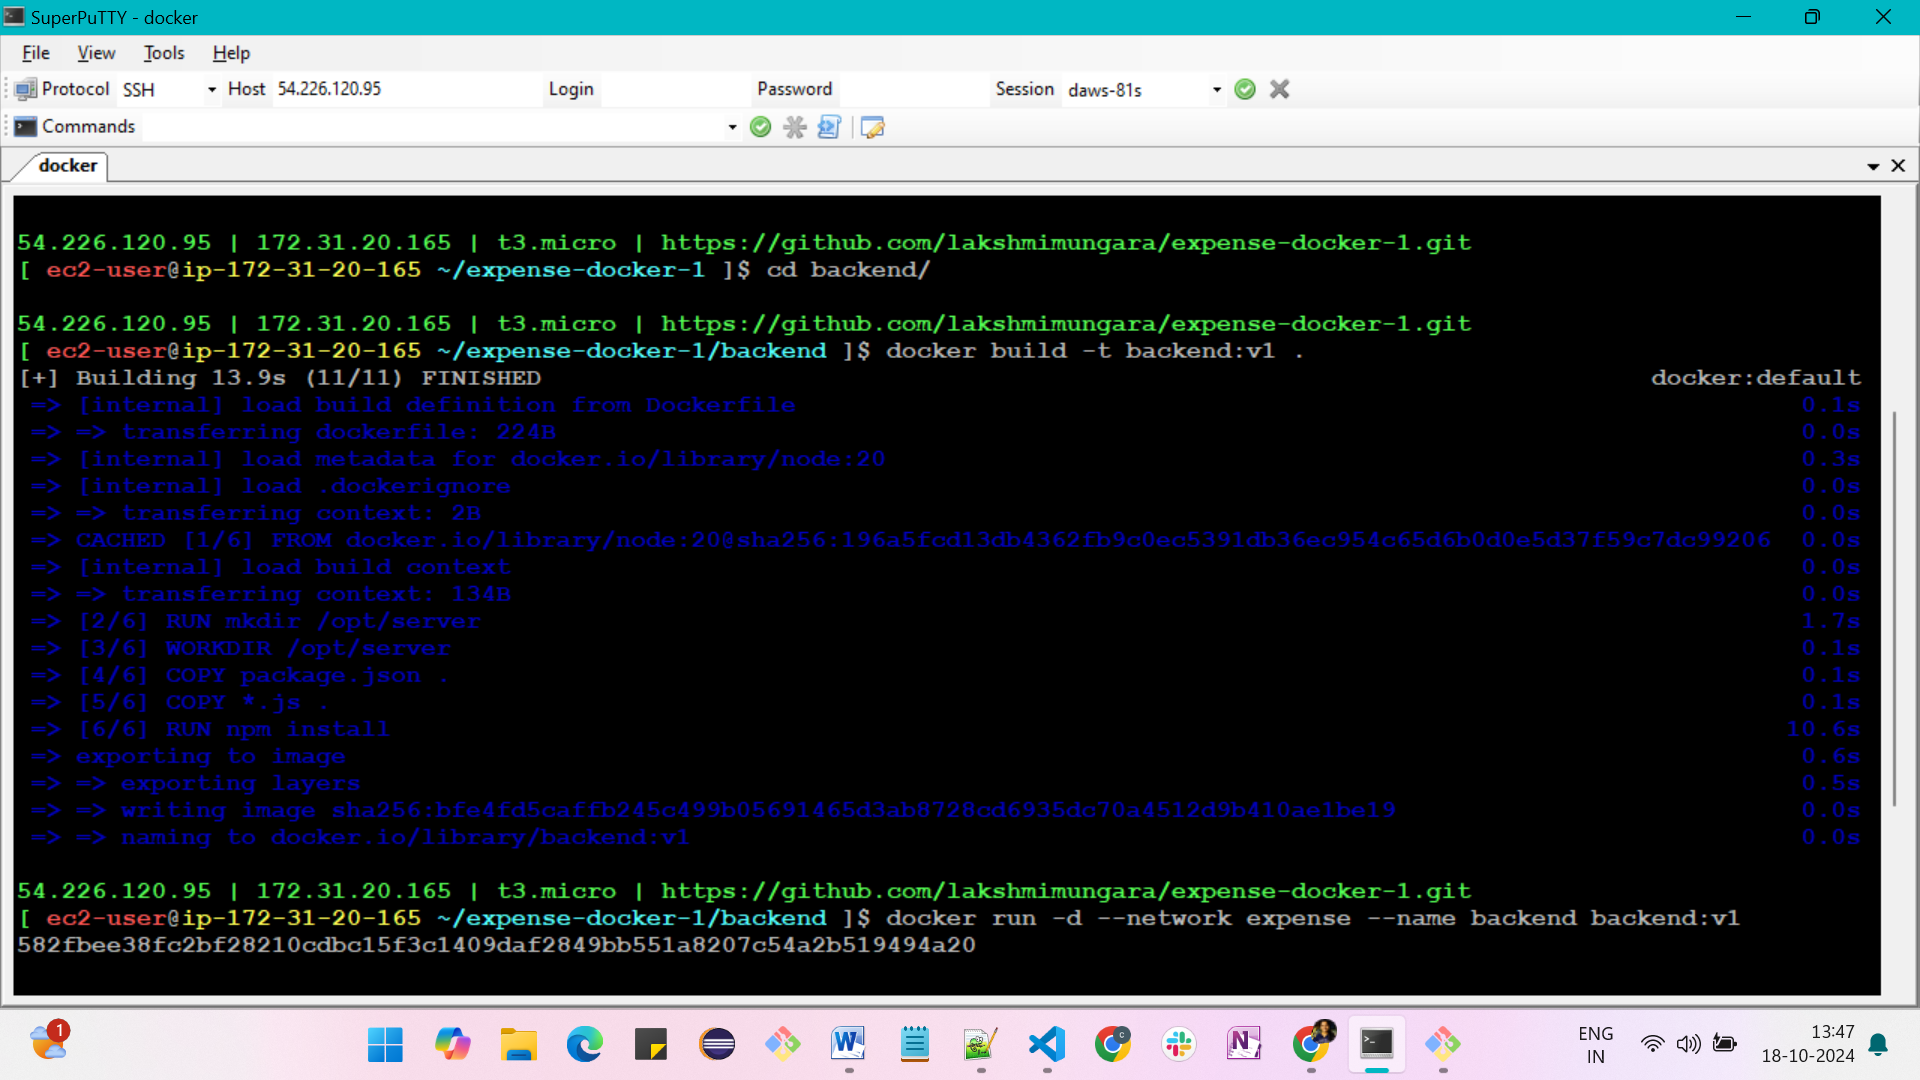 SuperPuTTY - docker
File View Tools Help
Protocol SSH Host 54.226.120.95 Login Password Session daws-81s
Commands
docker
54.226.120.95 | 172.31.20.165 | t3.micro | https://github.com/lakshmimungara/expense-docker-1.git
[ ec2-user@ip-172-31-20-165 ~/expense-docker-1 ]$ cd backend/
54.226.120.95 | 172.31.20.165 | t3.micro | https://github.com/lakshmimungara/expense-docker-1.git
[ ec2-user@ip-172-31-20-165 ~/expense-docker-1/backend ]$ docker build -t backend:v1 .
[+] Building 13.9s (11/11) FINISHED docker:default
=> [internal] load build definition from Dockerfile 0.1s
=> => transferring dockerfile: 224B 0.0s
=> [internal] load metadata for docker.io/library/node:20 0.3s
=> [internal] load .dockerignore 0.0s
=> => transferring context: 2B 0.0s
=> CACHED [1/6] FROM docker.io/library/node:20@sha256:196a5fcd13db4362fb9c0ec5391db36ec954c65d6b0d0e5d37f59c7dc99206 0.0s
=> [internal] load build context 0.0s
=> => transferring context: 134B 0.0s
=> [2/6] RUN mkdir /opt/server 1.7s
=> [3/6] WORKDIR /opt/server 0.1s
=> [4/6] COPY package.json . 0.1s
=> [5/6] COPY *.js . 0.1s
=> [6/6] RUN npm install 10.6s
=> exporting to image 0.6s
=> => exporting layers 0.5s
=> => writing image sha256:bfe4fd5caffb245c499b05691465d3ab8728cd6935dc70a4512d9b410ae1be19 0.0s
=> => naming to docker.io/library/backend:v1 0.0s
54.226.120.95 | 172.31.20.165 | t3.micro | https://github.com/lakshmimungara/expense-docker-1.git
[ ec2-user@ip-172-31-20-165 ~/expense-docker-1/backend ]$ docker run -d --network expense --name backend backend:v1
582fbee38fc2bf28210cdbc15f3c1409daf2849bb551a8207c54a2b519494a20
1
ENG
IN
13:47
18-10-2024